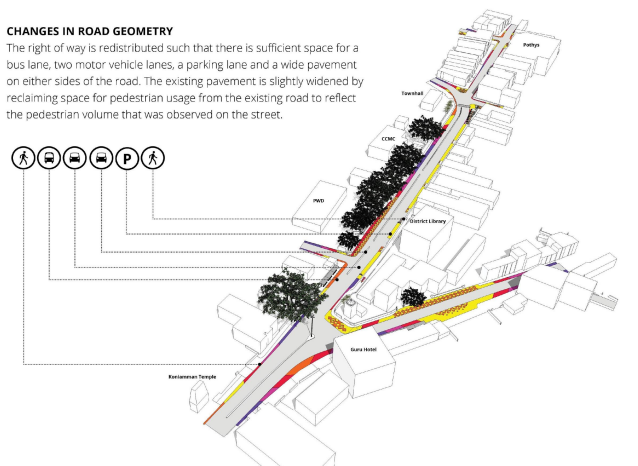 CHANGES IN ROAD GEOMETRY
The right of way is redistributed such that there is sufficient space for a
bus lane, two motor vehicle lanes, a parking lane and a wide pavement
on either sides of the road. The existing pavement is slightly widened by
reclaiming space for pedestrian usage from the existing road to reflect
the pedestrian volume that was observed on the street.
P
Pothys
Townhall
CCMC
PWD
District Library
Guru Hotel
Koniamman Temple